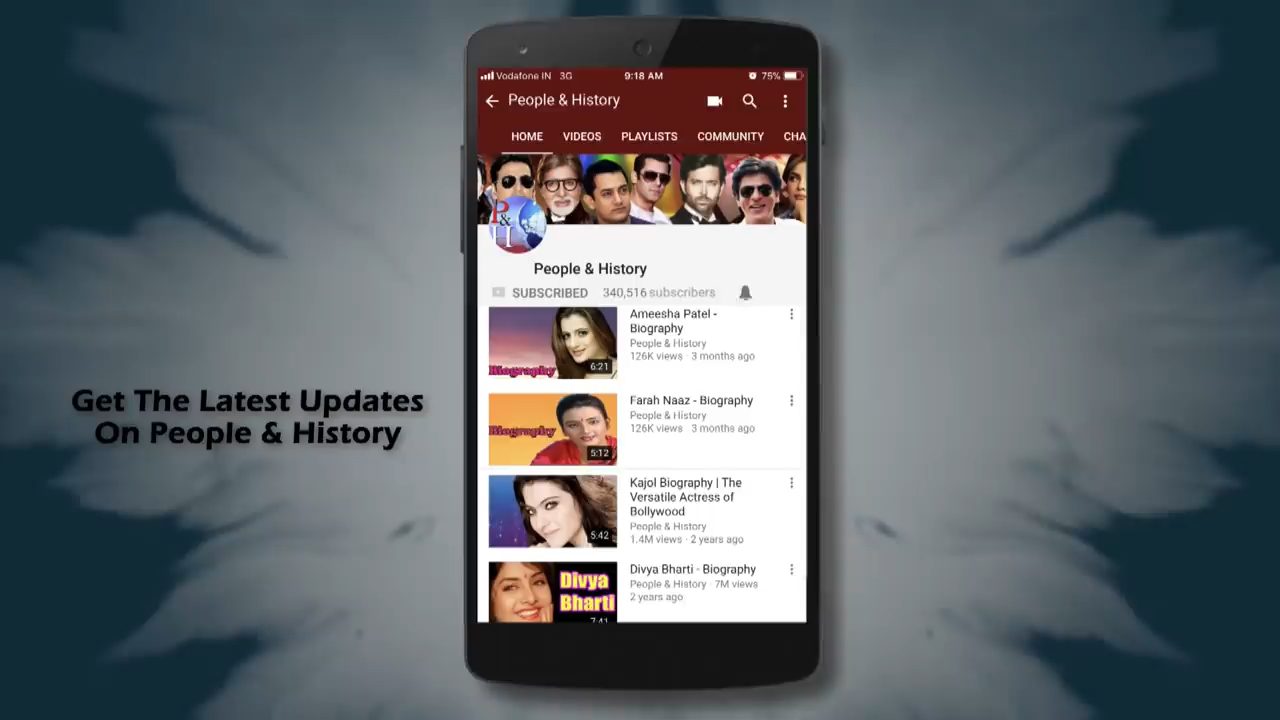 Vodafone IN 3G 9:18 AM 75%
People & History
HOME VIDEOS PLAYLISTS COMMUNITY CHA
P
&
H
People & History
SUBSCRIBED 340,516 subscribers
Ameesha Patel -
Biography
People & History
126K views · 3 months ago
Biography
6:21
Farah Naaz - Biography
People & History
126K views · 3 months ago
Biography
5:12
Kajol Biography | The
Versatile Actress of
Bollywood
People & History
1.4M views · 2 years ago
5:42
Divya Bharti - Biography
People & History · 7M views
2 years ago
Divya
Bharti
7:41
Get The Latest Updates
On People & History